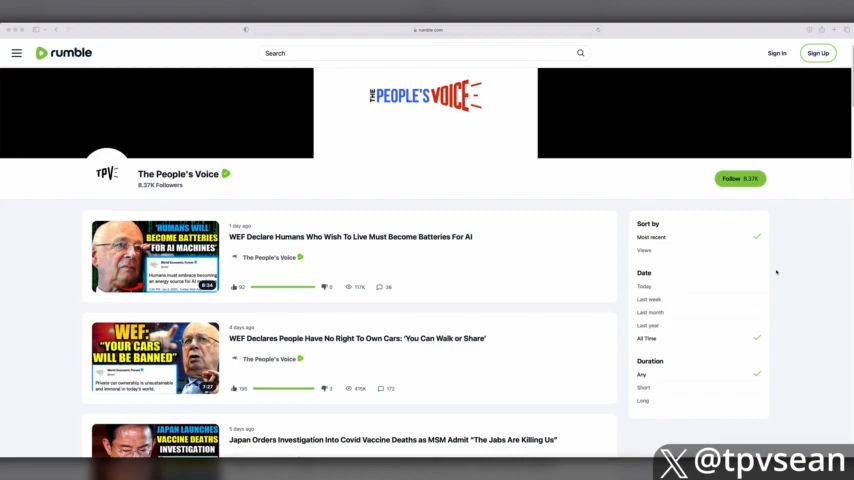 rumble.com
rumble
Search
Sign In
Sign Up
THE PEOPLE'S VOICE
TPV
The People's Voice
8.37K Followers
Follow 8.37K
'HUMANS WILL
BECOME BATTERIES
FOR AI MACHINES'
World Economic Forum
Humans must embrace becoming
an energy source for AI
8:34
1 day ago
WEF Declare Humans Who Wish To Live Must Become Batteries For AI
The People's Voice
92
0
117K
36
WEF:
"YOUR CARS
WILL BE BANNED"
World Economic Forum
Private car ownership is unsustainable
and immoral in today's world.
7:27
4 days ago
WEF Declares People Have No Right To Own Cars: 'You Can Walk or Share'
The People's Voice
195
3
415K
172
JAPAN LAUNCHES
VACCINE DEATHS
INVESTIGATION
5 days ago
Japan Orders Investigation Into Covid Vaccine Deaths as MSM Admit "The Jabs Are Killing Us"
Sort by
Most recent
Views
Date
Today
Last week
Last month
Last year
All Time
Duration
Any
Short
Long
@tpvsean